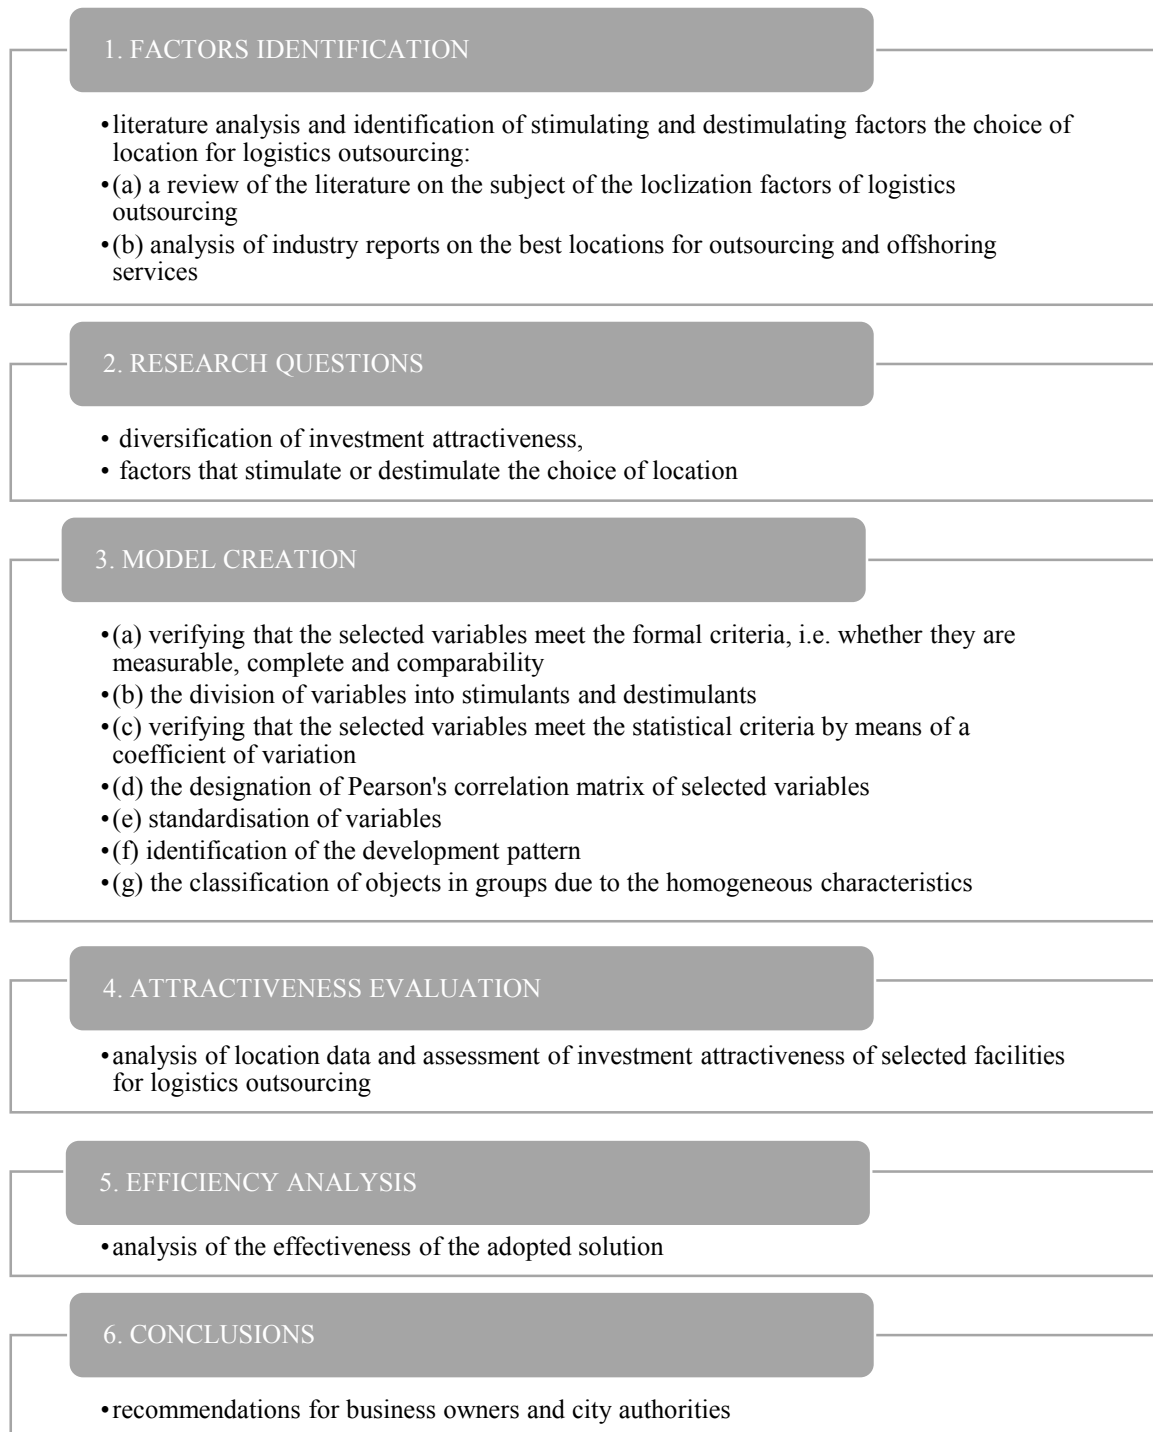 1. FACTORS IDENTIFICATION
•literature analysis and identification of stimulating and destimulating factors the choice of
location for logistics outsourcing:
•(a) a review of the literature on the subject of the loclization factors of logistics
outsourcing
•(b) analysis of industry reports on the best locations for outsourcing and offshoring
services
2. RESEARCH QUESTIONS
• diversification of investment attractiveness,
• factors that stimulate or destimulate the choice of location
3. MODEL CREATION
•(a) verifying that the selected variables meet the formal criteria, i.e. whether they are
measurable, complete and comparability
•(b) the division of variables into stimulants and destimulants
•(c) verifying that the selected variables meet the statistical criteria by means of a
coefficient of variation
•(d) the designation of Pearson's correlation matrix of selected variables
•(e) standardisation of variables
•(f) identification of the development pattern
•(g) the classification of objects in groups due to the homogeneous characteristics
4. ATTRACTIVENESS EVALUATION
•analysis of location data and assessment of investment attractiveness of selected facilities
for logistics outsourcing
5. EFFICIENCY ANALYSIS
•analysis of the effectiveness of the adopted solution
6. CONCLUSIONS
•recommendations for business owners and city authorities